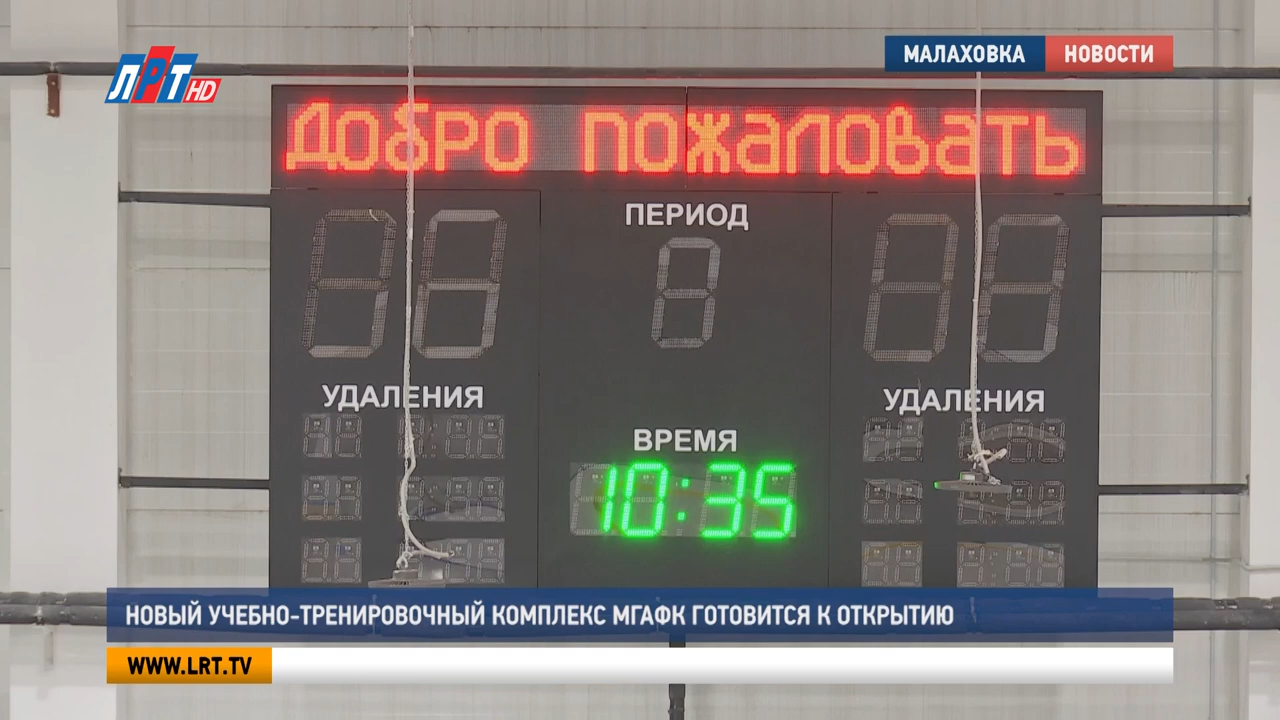 ЛРТ HD
МАЛАХОВКА НОВОСТИ
Добро пожаловать
ПЕРИОД
УДАЛЕНИЯ УДАЛЕНИЯ
ВРЕМЯ
10:35
НОВЫЙ УЧЕБНО-ТРЕНИРОВОЧНЫЙ КОМПЛЕКС МГАФК ГОТОВИТСЯ К ОТКРЫТИЮ
WWW.LRT.TV